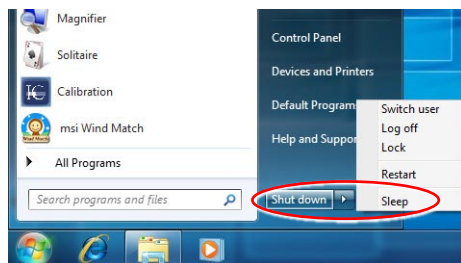 Magnifier
Solitaire
Calibration
msi Wind Match
All Programs
Search programs and files
Control Panel
Devices and Printers
Default Program
Help and Suppor
Shut down
Switch user
Log off
Lock
Restart
Sleep